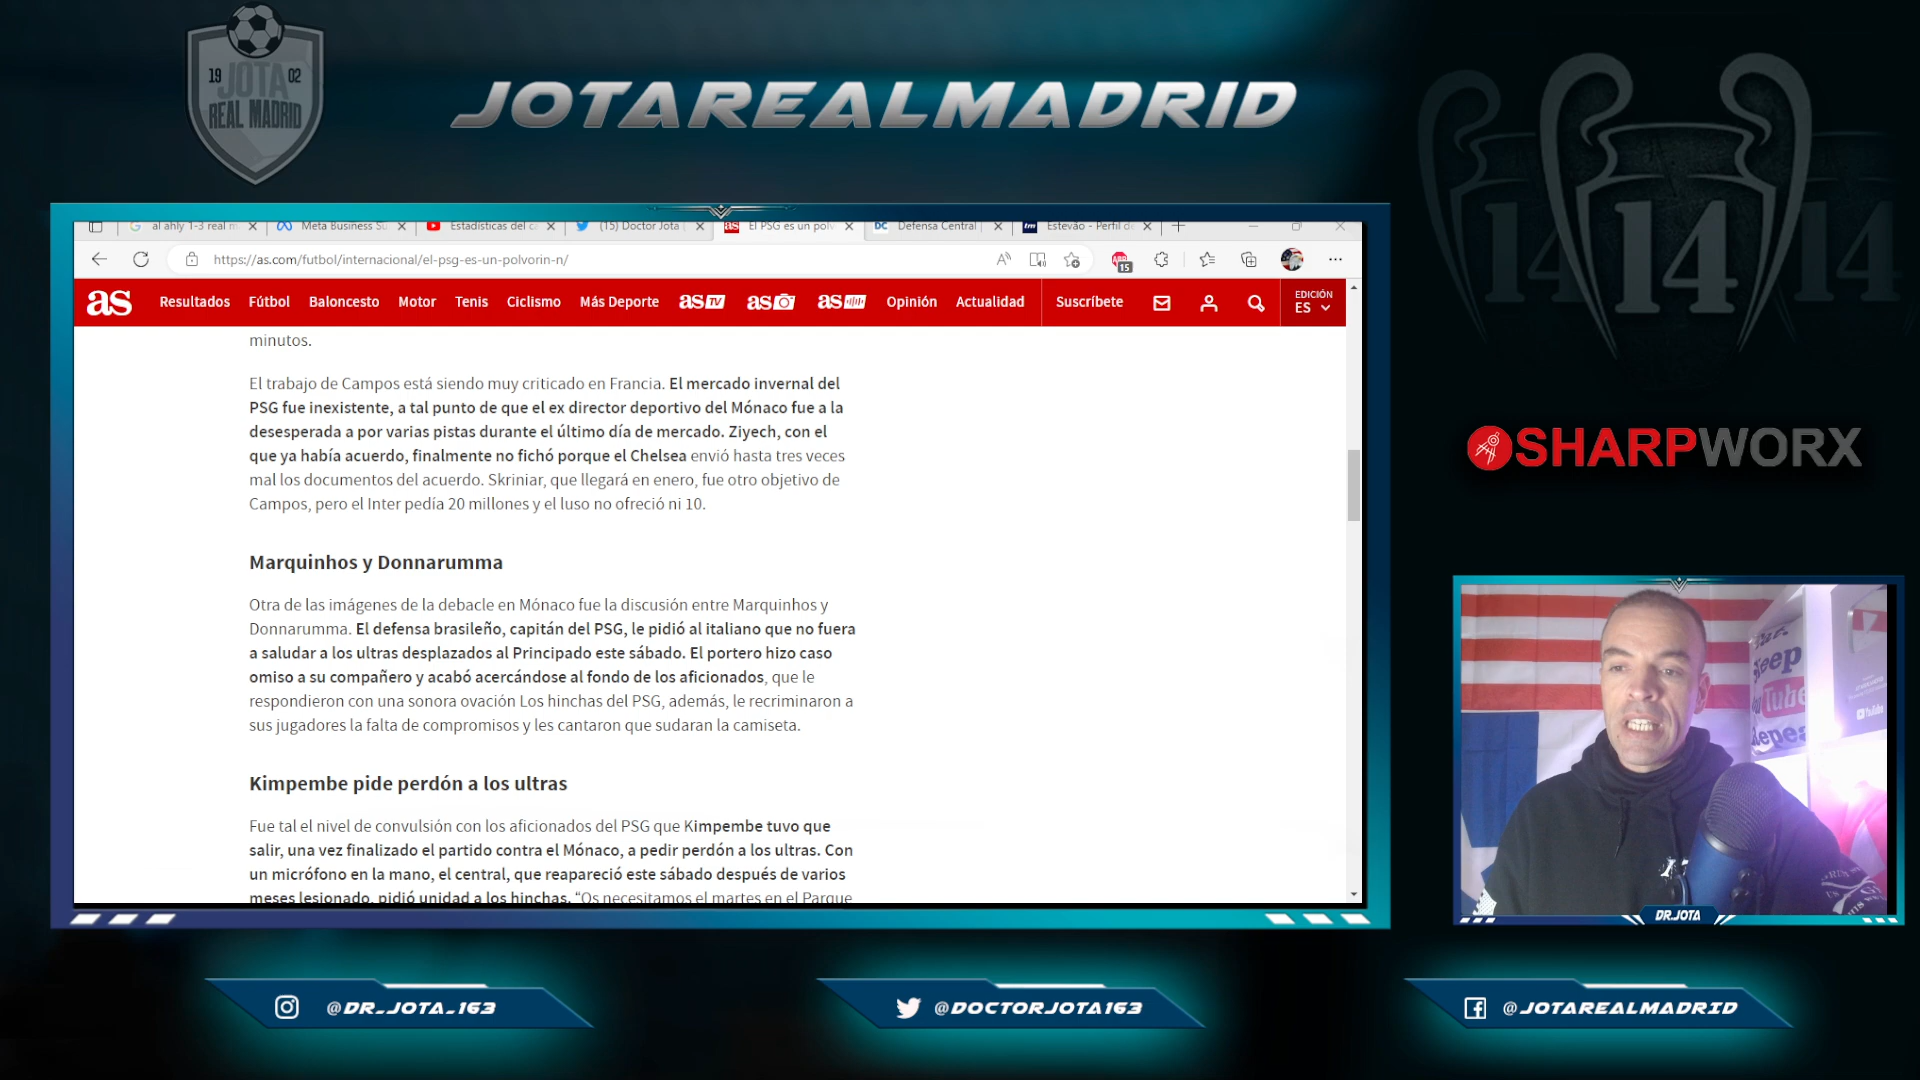 19 02
JOTA
REAL MADRID
JOTAREALMADRID
14 14 14
al ahly 1-3 real m
Meta Business Su
Estadísticas del ca
(15) Doctor Jota
El PSG es un polv
Defensa Central
Estevão - Perfil de
https://as.com/futbol/internacional/el-psg-es-un-polvorin-n/
15
as Resultados Fútbol Baloncesto Motor Tenis Ciclismo Más Deporte as TV as as Opinión Actualidad Suscríbete EDICIÓN
ES
minutos.
El trabajo de Campos está siendo muy criticado en Francia. El mercado invernal del
PSG fue inexistente, a tal punto de que el ex director deportivo del Mónaco fue a la
desesperada a por varias pistas durante el último día de mercado. Ziyech, con el
que ya había acuerdo, finalmente no fichó porque el Chelsea envió hasta tres veces
mal los documentos del acuerdo. Skriniar, que llegará en enero, fue otro objetivo de
Campos, pero el Inter pedía 20 millones y el luso no ofreció ni 10.
Marquinhos y Donnarumma
Otra de las imágenes de la debacle en Mónaco fue la discusión entre Marquinhos y
Donnarumma. El defensa brasileño, capitán del PSG, le pidió al italiano que no fuera
a saludar a los ultras desplazados al Principado este sábado. El portero hizo caso
omiso a su compañero y acabó acercándose al fondo de los aficionados, que le
respondieron con una sonora ovación Los hinchas del PSG, además, le recriminaron a
sus jugadores la falta de compromisos y les cantaron que sudaran la camiseta.
Kimpembe pide perdón a los ultras
Fue tal el nivel de convulsión con los aficionados del PSG que Kimpembe tuvo que
salir, una vez finalizado el partido contra el Mónaco, a pedir perdón a los ultras. Con
un micrófono en la mano, el central, que reapareció este sábado después de varios
meses lesionado, pidió unidad a los hinchas. “Os necesitamos el martes en el Parque
SHARPWORX
Tube
YouTube
DR.JOTA
@DR_JOTA_163
@DOCTORJOTA163
@JOTAREALMADRID